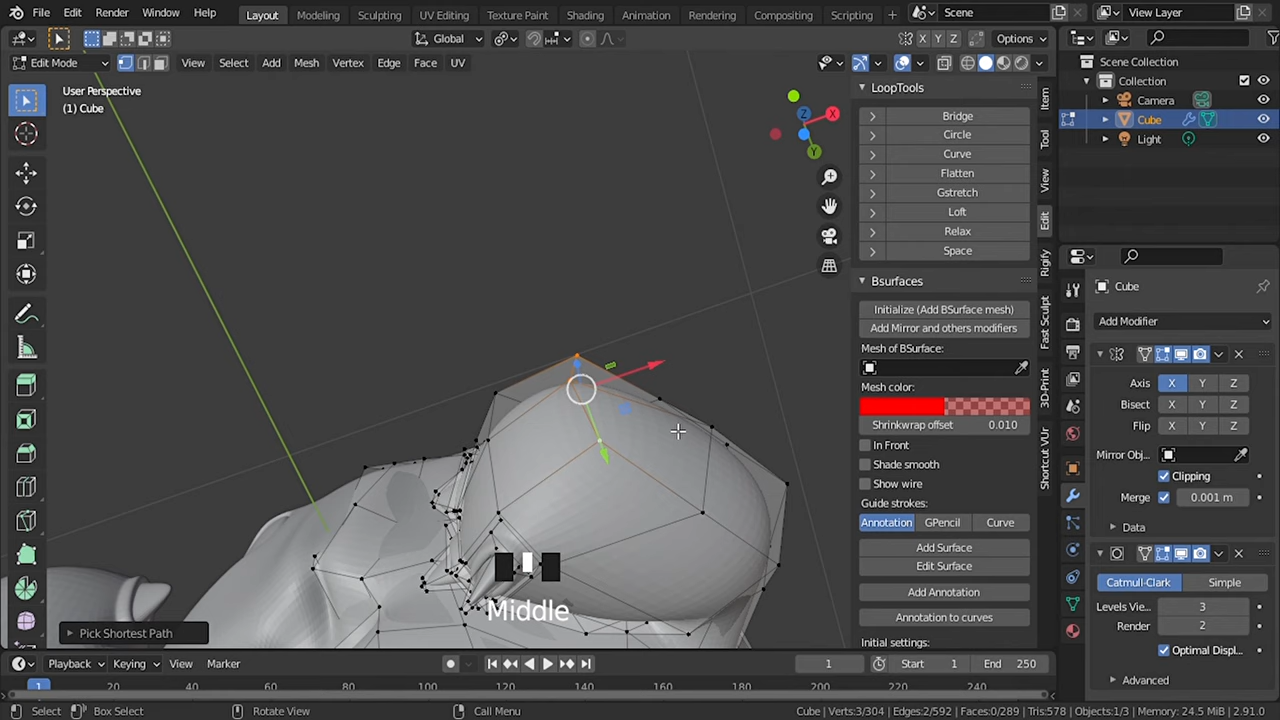 File Edit Render Window Help Layout Modeling Sculpting UV Editing Texture Paint Shading Animation Rendering Compositing Scripting + Scene View Layer
Global X Y Z Options
Edit Mode View Select Add Mesh Vertex Edge Face UV
User Perspective
(1) Cube
Z X Y
LoopTools
Bridge
Circle
Curve
Flatten
Gstretch
Loft
Relax
Space
Bsurfaces
Initialize (Add BSurface mesh)
Add Mirror and others modifiers
Mesh of BSurface:
Mesh color:
Shrinkwrap offset 0.010
In Front
Shade smooth
Show wire
Guide strokes:
Annotation GPencil Curve
Add Surface
Edit Surface
Add Annotation
Annotation to curves
Initial settings:
Item
Tool
View
Edit
Rigify
Fast Sculpt
3D-Print
Shortcut VUr
Scene Collection
Collection
Camera
Cube
Light
Cube
Add Modifier
Axis X Y Z
Bisect X Y Z
Flip X Y Z
Mirror Obj...
Clipping
Merge 0.001 m
Data
Catmull-Clark Simple
Levels Vie... 3
Render 2
Optimal Displ...
Advanced
Middle
Pick Shortest Path
Playback Keying View Marker 1 Start 1 End 250
1 20 40 60 80 100 120 140 160 180 200 220 240
Select Box Select Rotate View Call Menu Cube | Verts:3/304 | Edges:2/592 | Faces:0/289 | Tris:578 | Objects:1/3 | Memory: 24.5 MiB | 2.91.0